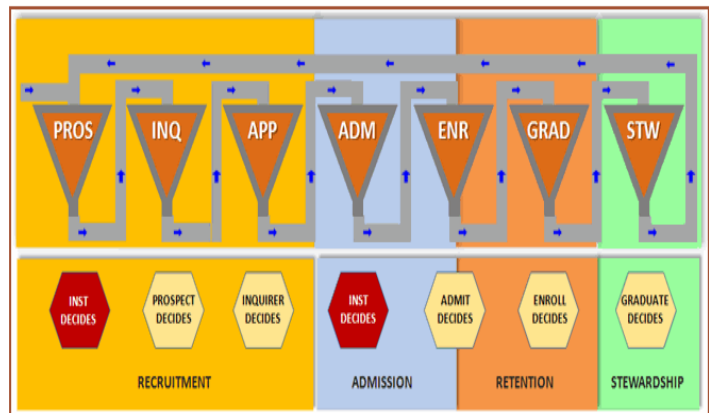 PROS INQ APP ADM ENR GRAD STW
INST
DECIDES
PROSPECT
DECIDES
INQUIRER
DECIDES
INST
DECIDES
ADMIT
DECIDES
ENROLL
DECIDES
GRADUATE
DECIDES
RECRUITMENT ADMISSION RETENTION STEWARDSHIP